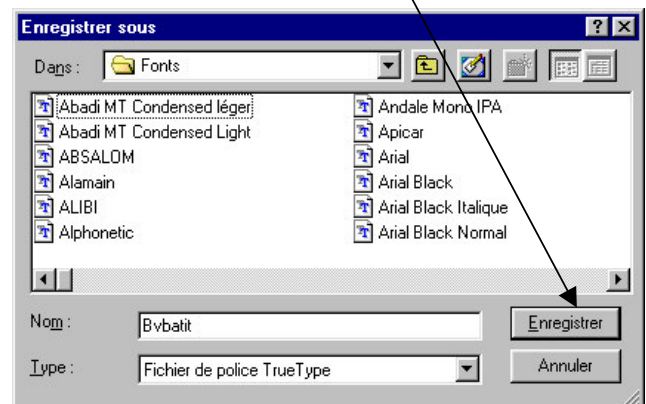 Enregistrer sous
Dans : Fonts
Abadi MT Condensed léger
Abadi MT Condensed Light
ABSALOM
Alamain
ALIBI
Alphonetic
Andale Mono IPA
Apicar
Arial
Arial Black
Arial Black Italique
Arial Black Normal
Nom : Bvbatit Enregistrer
Type : Fichier de police TrueType Annuler